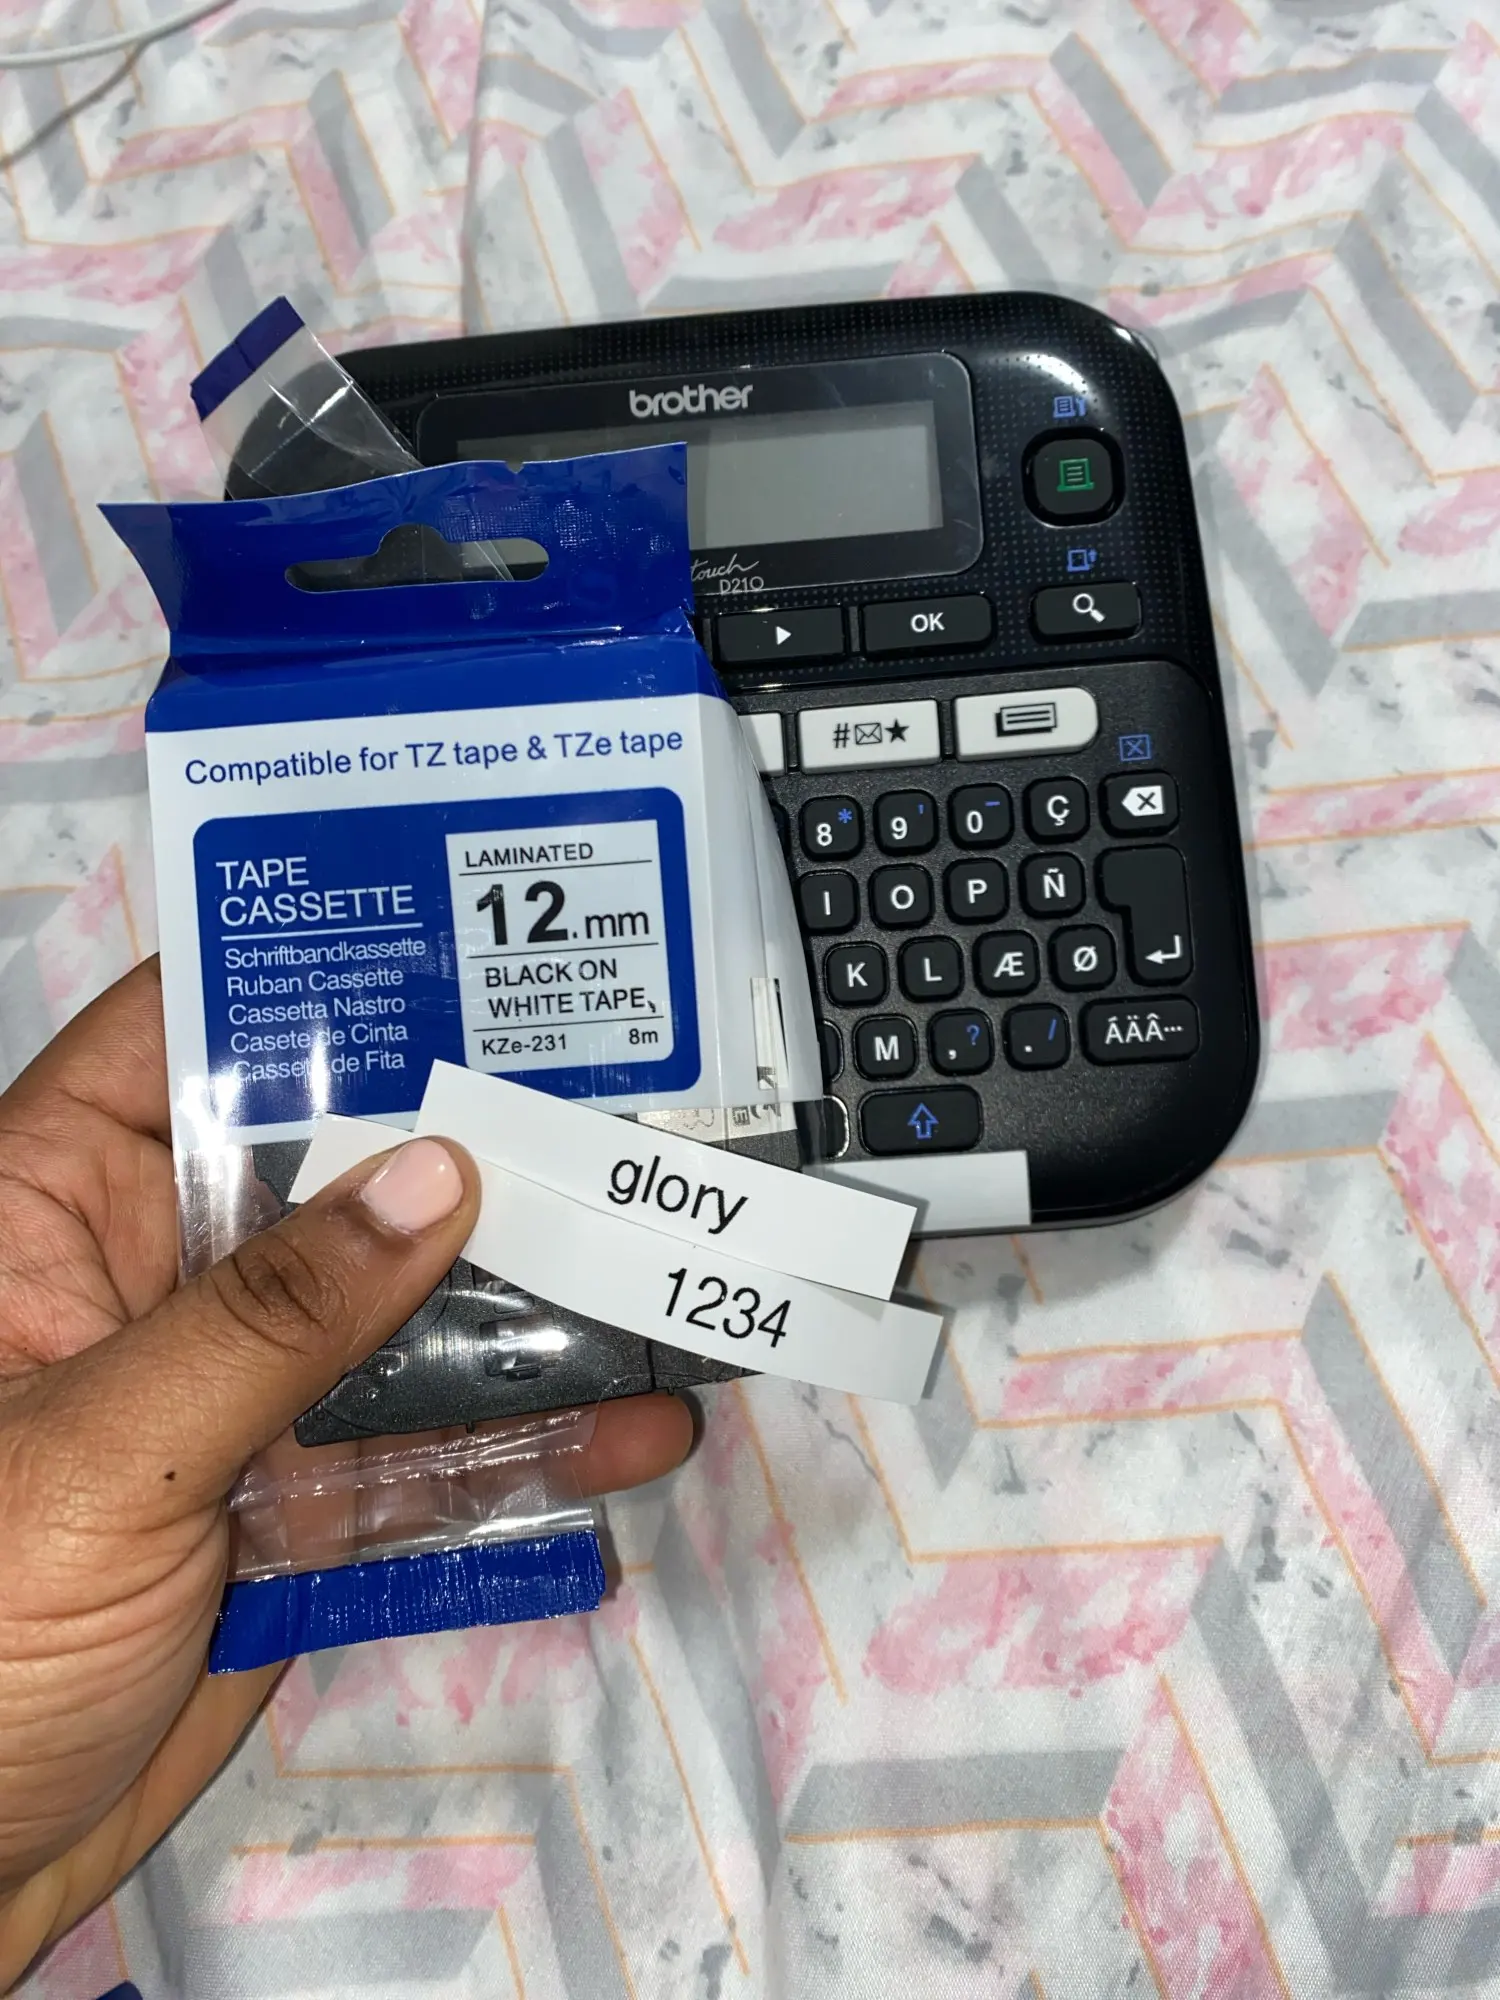 brother
touch
D210
OK
#
8 *
9 '
0 -
Ç
I
O
P
Ñ
K
L
Æ
Ø
M
, ?
. /
ÁÄÂ...
Compatible for TZ tape & TZe tape
TAPE
CASSETTE
Schriftbandkassette
Ruban Cassette
Cassetta Nastro
Casete de Cinta
de Fita
LAMINATED
12.mm
BLACK ON
WHITE TAPE
KZe-231 8m
glory
1234